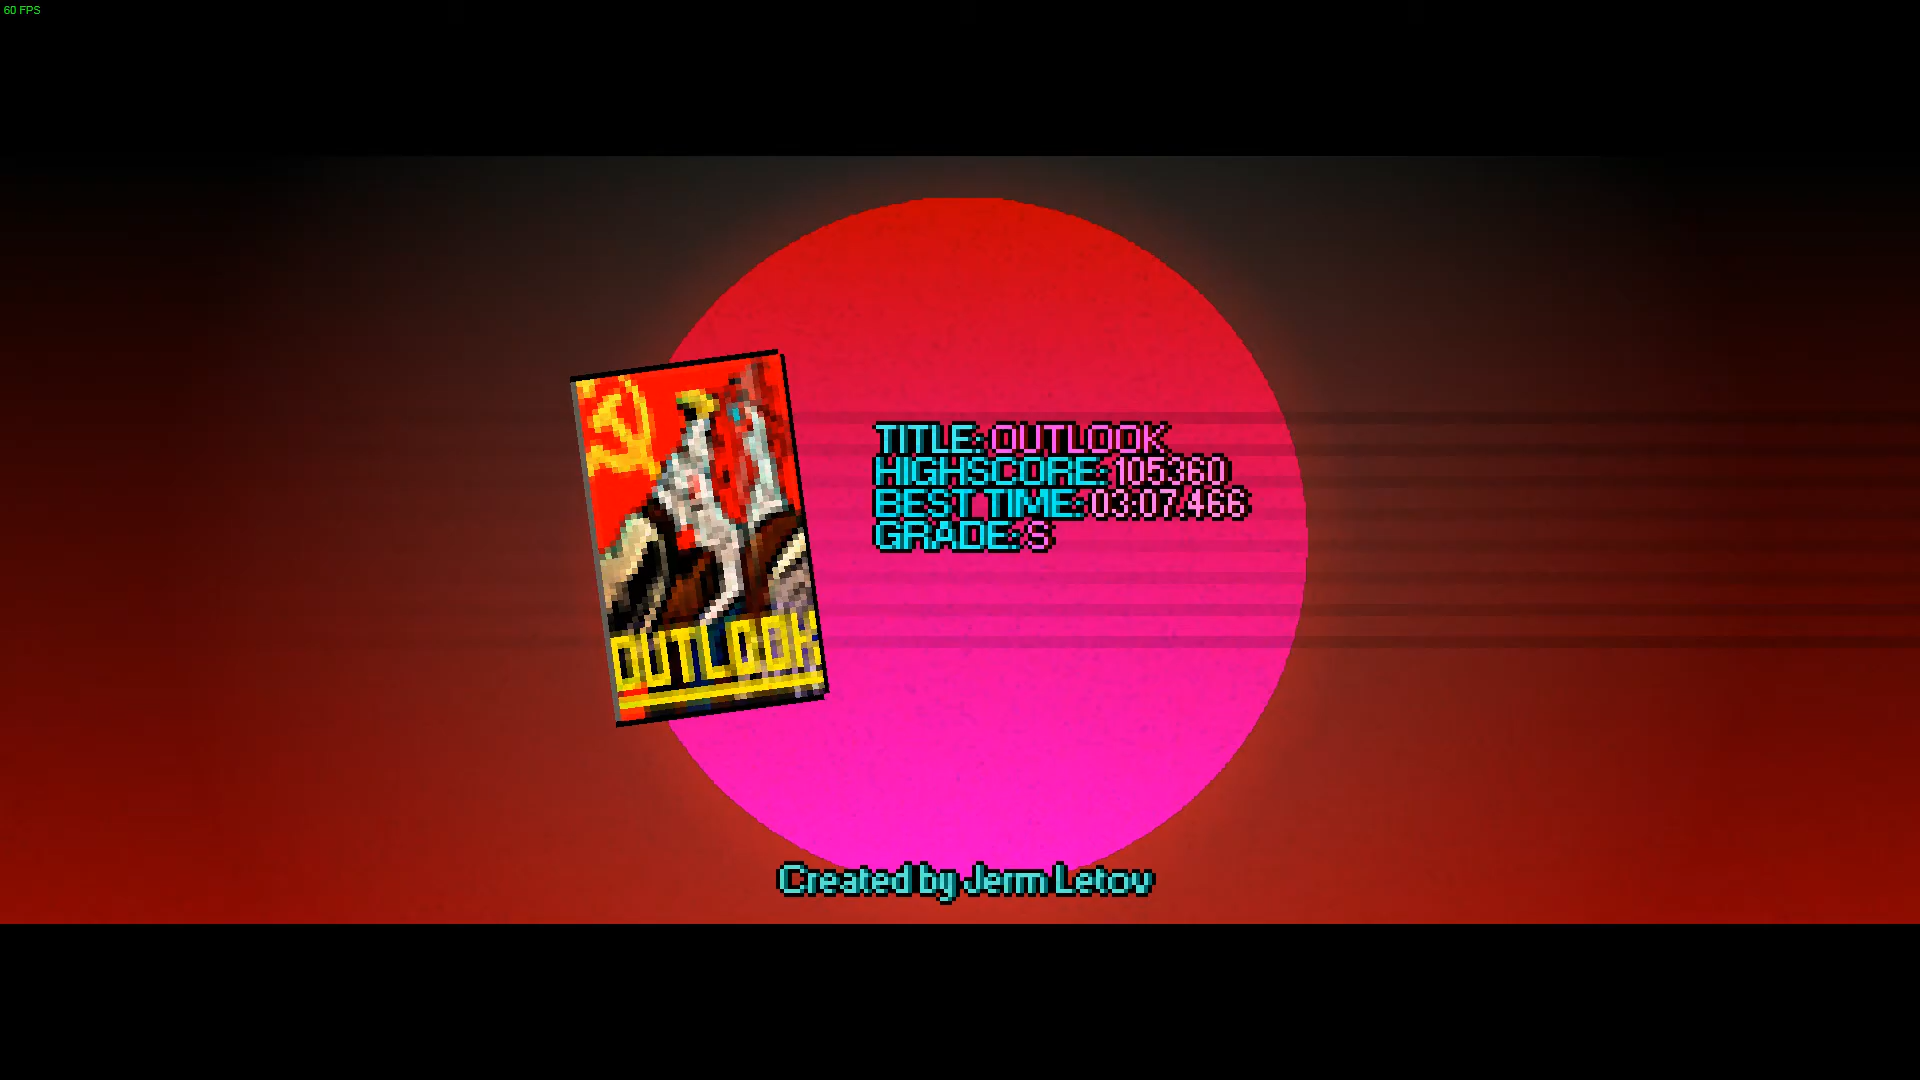 60 FPS
TITLE: OUTLOOK
HIGHSCORE: 105360
BEST TIME: 03:07.466
GRADE: S
OUTLOOK
Created by Jerm Letov